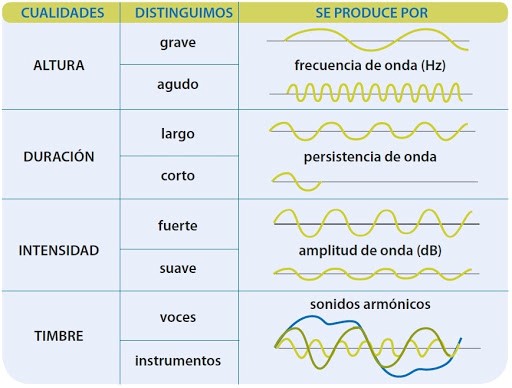 CUALIDADES DISTINGUIMOS SE PRODUCE POR
ALTURA
grave
agudo
frecuencia de onda (Hz)
DURACIÓN
largo
corto
persistencia de onda
INTENSIDAD
fuerte
suave
amplitud de onda (dB)
TIMBRE
voces
instrumentos
sonidos armónicos